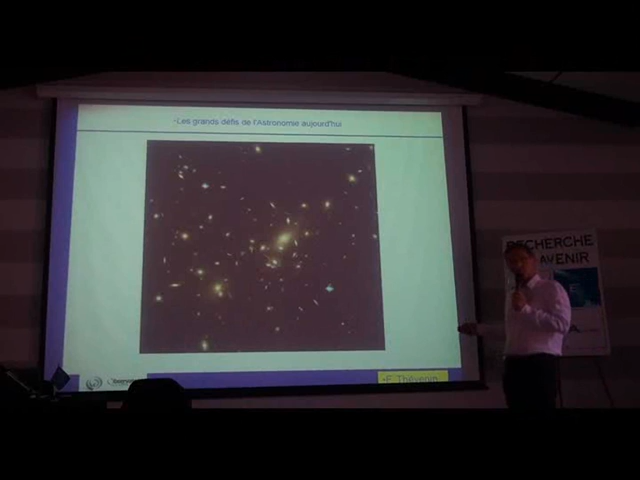 -Les grands défis de l'Astronomie aujourd'hui
RECHERCHE
AVENIR
-F. Thévenin